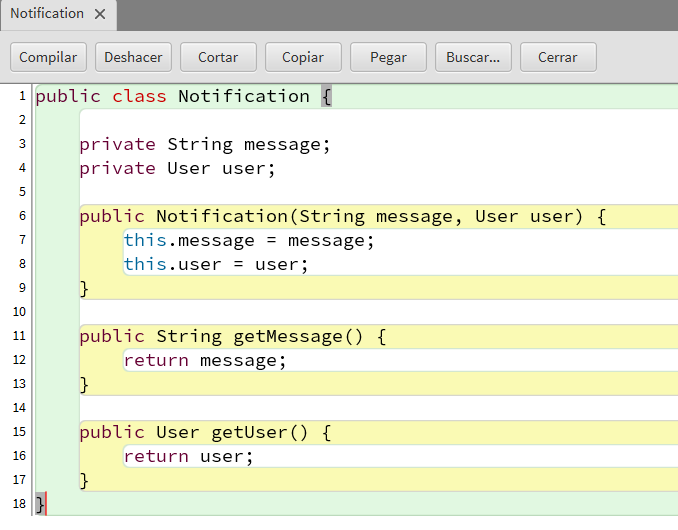 Notification ×
Compilar Deshacer Cortar Copiar Pegar Buscar... Cerrar
1 public class Notification {
2
3     private String message;
4     private User user;
5
6     public Notification(String message, User user) {
7         this.message = message;
8         this.user = user;
9     }
10
11     public String getMessage() {
12         return message;
13     }
14
15     public User getUser() {
16         return user;
17     }
18 }